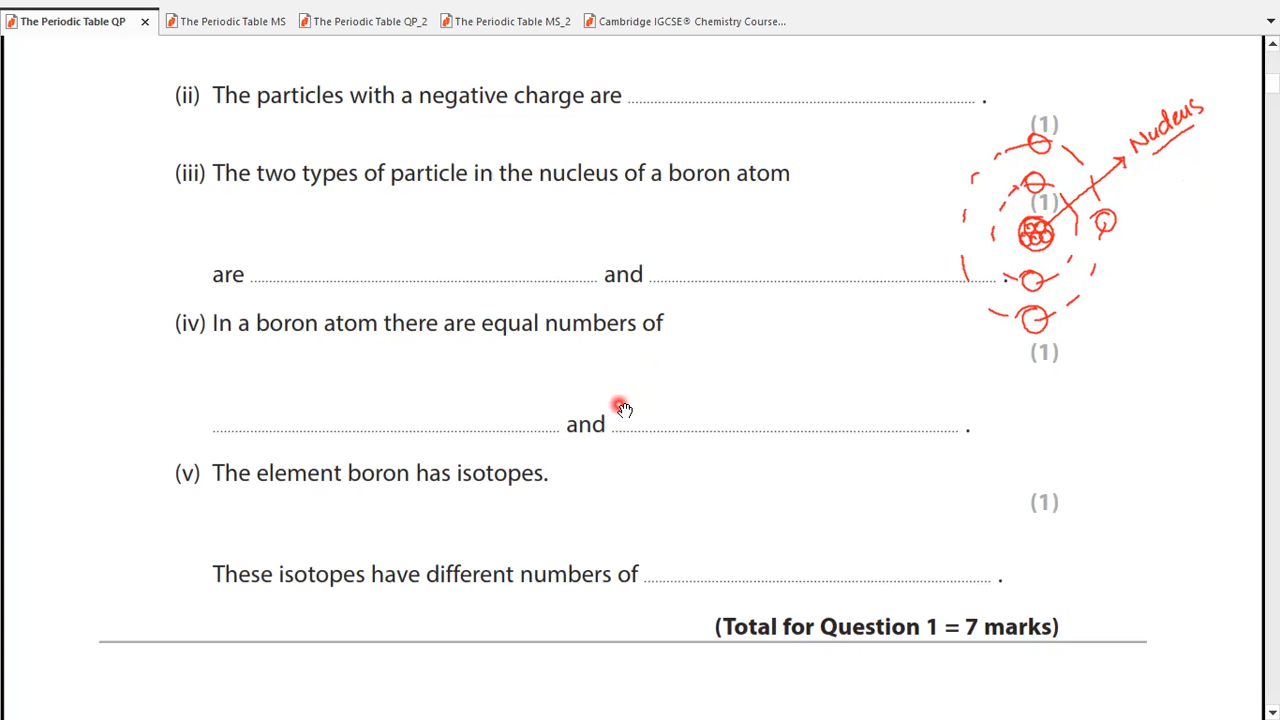 The Periodic Table QP
The Periodic Table MS
The Periodic Table QP_2
The Periodic Table MS_2
Cambridge IGCSE® Chemistry Course...
(ii) The particles with a negative charge are .
(1)
Nucleus
(iii) The two types of particle in the nucleus of a boron atom
(1)
are and .
(iv) In a boron atom there are equal numbers of
(1)
and .
(v) The element boron has isotopes.
(1)
These isotopes have different numbers of .
(Total for Question 1 = 7 marks)